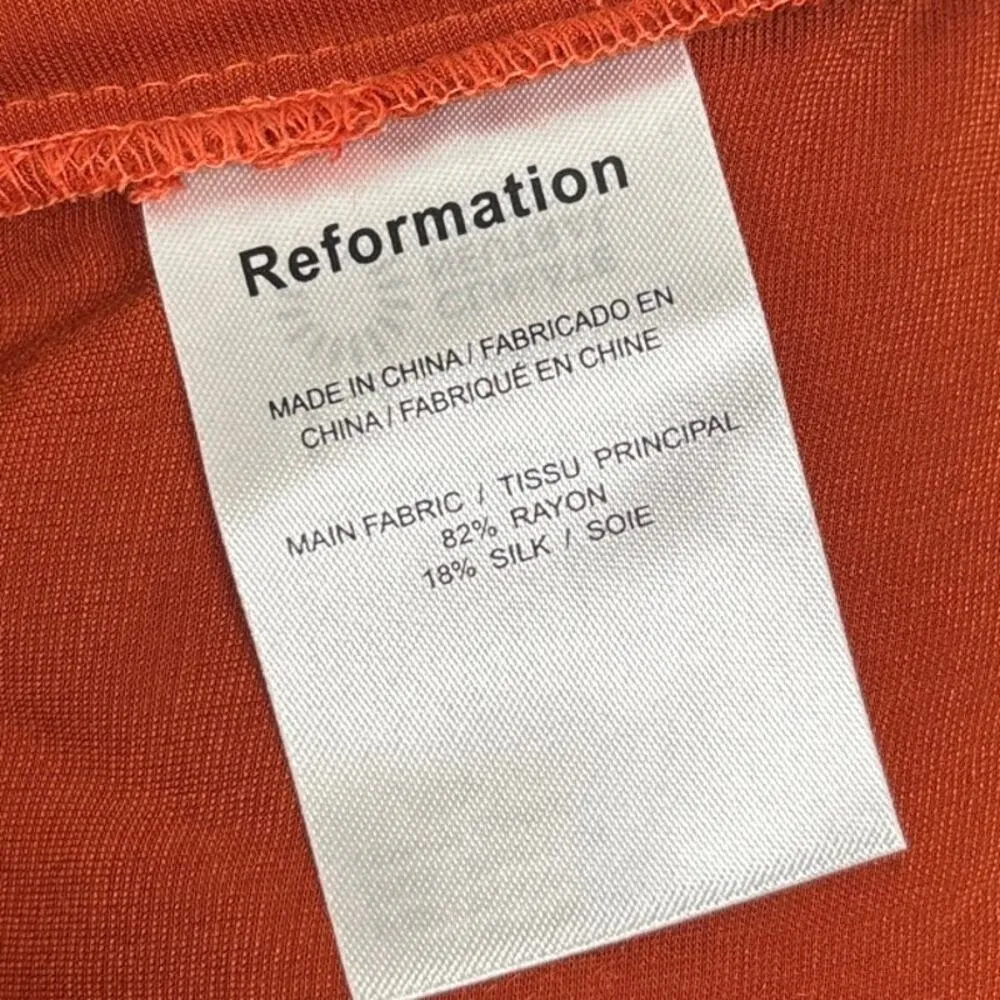 Reformation
MADE IN CHINA / FABRICADO EN
CHINA / FABRIQUÉ EN CHINE
MAIN FABRIC / TISSU PRINCIPAL
82% RAYON
18% SILK / SOIE